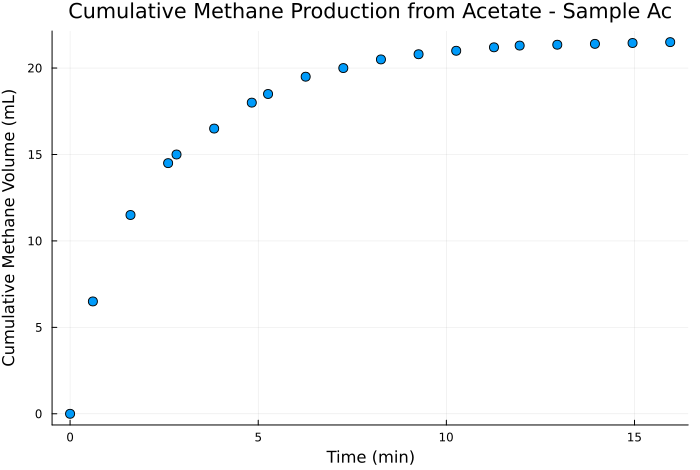 Cumulative Methane Production from Acetate - Sample Ac
Cumulative Methane Volume (mL)
20
15
10
5
0
0 5 10 15
Time (min)